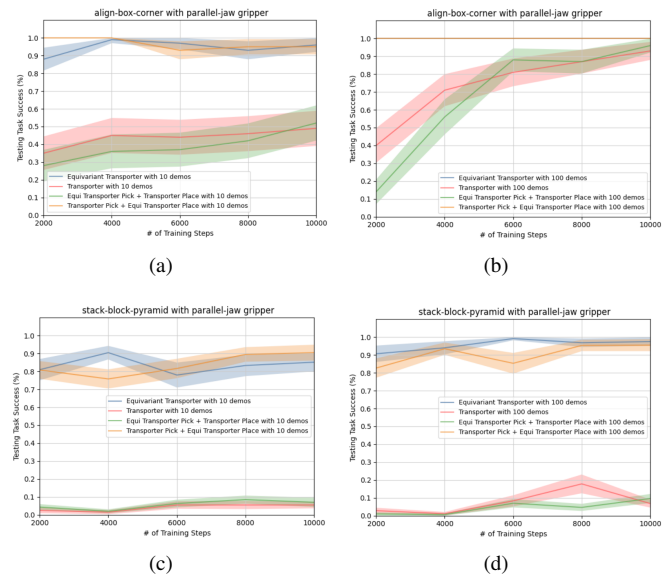 align-box-corner with parallel-jaw gripper
Testing Task Success (%)
1.0
0.9
0.8
0.7
0.6
0.5
0.4
0.3
0.2
0.1
0.0
Equivariant Transporter with 10 demos
Transporter with 10 demos
Equi Transporter Pick + Transporter Place with 10 demos
Transporter Pick + Equi Transporter Place with 10 demos
2000 4000 6000 8000 10000
# of Training Steps
(a)
align-box-corner with parallel-jaw gripper
Testing Task Success (%)
1.0
0.9
0.8
0.7
0.6
0.5
0.4
0.3
0.2
0.1
0.0
Equivariant Transporter with 100 demos
Transporter with 100 demos
Equi Transporter Pick + Transporter Place with 100 demos
Transporter Pick + Equi Transporter Place with 100 demos
2000 4000 6000 8000 10000
# of Training Steps
(b)
stack-block-pyramid with parallel-jaw gripper
Testing Task Success (%)
1.0
0.9
0.8
0.7
0.6
0.5
0.4
0.3
0.2
0.1
0.0
Equivariant Transporter with 10 demos
Transporter with 10 demos
Equi Transporter Pick + Transporter Place with 10 demos
Transporter Pick + Equi Transporter Place with 10 demos
2000 4000 6000 8000 10000
# of Training Steps
(c)
stack-block-pyramid with parallel-jaw gripper
Testing Task Success (%)
1.0
0.9
0.8
0.7
0.6
0.5
0.4
0.3
0.2
0.1
0.0
Equivariant Transporter with 100 demos
Transporter with 100 demos
Equi Transporter Pick + Transporter Place with 100 demos
Transporter Pick + Equi Transporter Place with 100 demos
2000 4000 6000 8000 10000
# of Training Steps
(d)